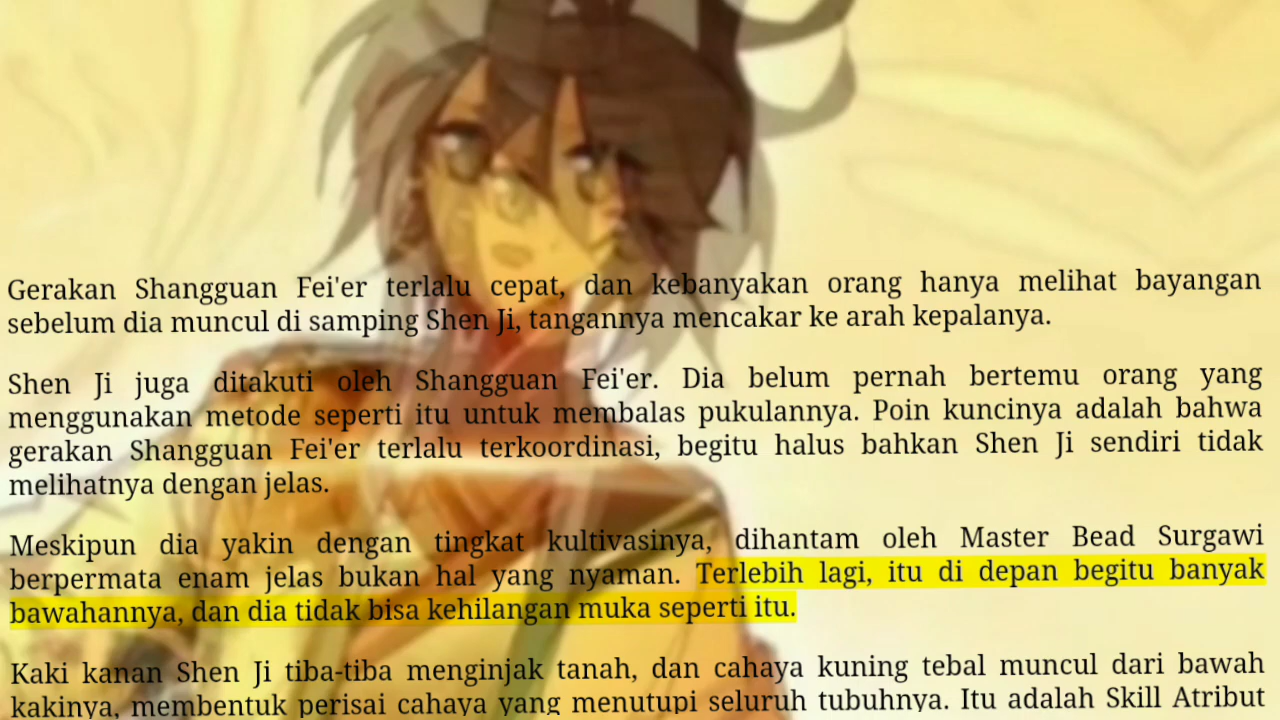 Gerakan Shangguan Fei'er terlalu cepat, dan kebanyakan orang hanya melihat bayangan
sebelum dia muncul di samping Shen Ji, tangannya mencakar ke arah kepalanya.
Shen Ji juga ditakuti oleh Shangguan Fei'er. Dia belum pernah bertemu orang yang
menggunakan metode seperti itu untuk membalas pukulannya. Poin kuncinya adalah bahwa
gerakan Shangguan Fei'er terlalu terkoordinasi, begitu halus bahkan Shen Ji sendiri tidak
melihatnya dengan jelas.
Meskipun dia yakin dengan tingkat kultivasinya, dihantam oleh Master Bead Surgawi
berpermata enam jelas bukan hal yang nyaman. Terlebih lagi, itu di depan begitu banyak
bawahannya, dan dia tidak bisa kehilangan muka seperti itu.
Kaki kanan Shen Ji tiba-tiba menginjak tanah, dan cahaya kuning tebal muncul dari bawah
kakinya, membentuk perisai cahaya yang menutupi seluruh tubuhnya. Itu adalah Skill Atribut